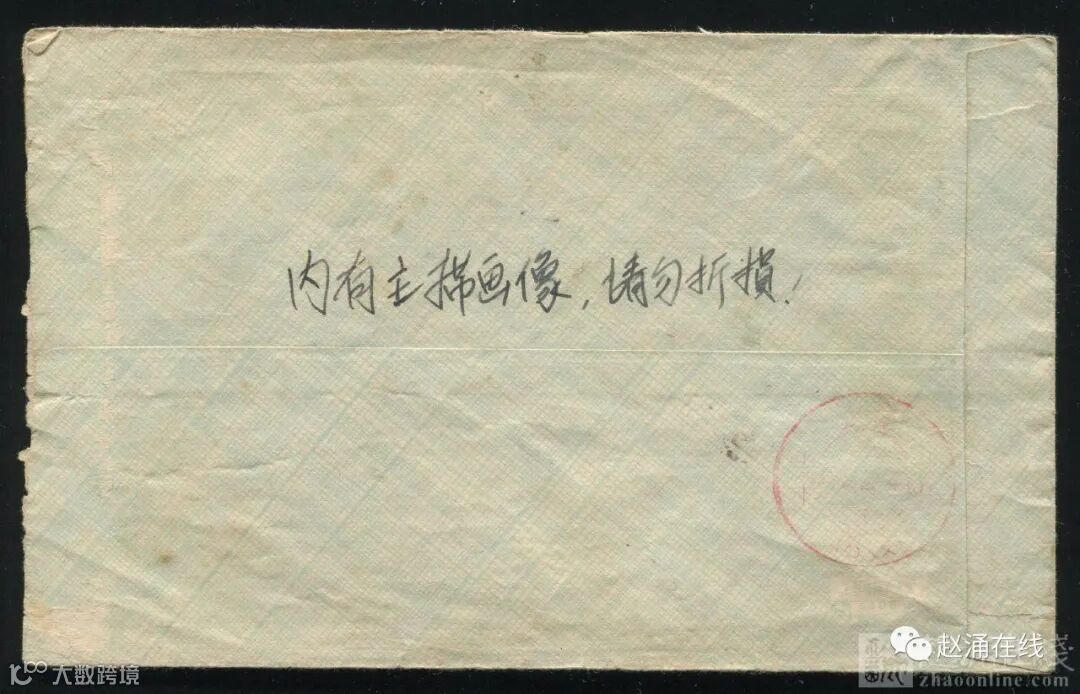 内有主席画像，请勿折損！
赵涌在线
zhaoonline.com
大数跨境